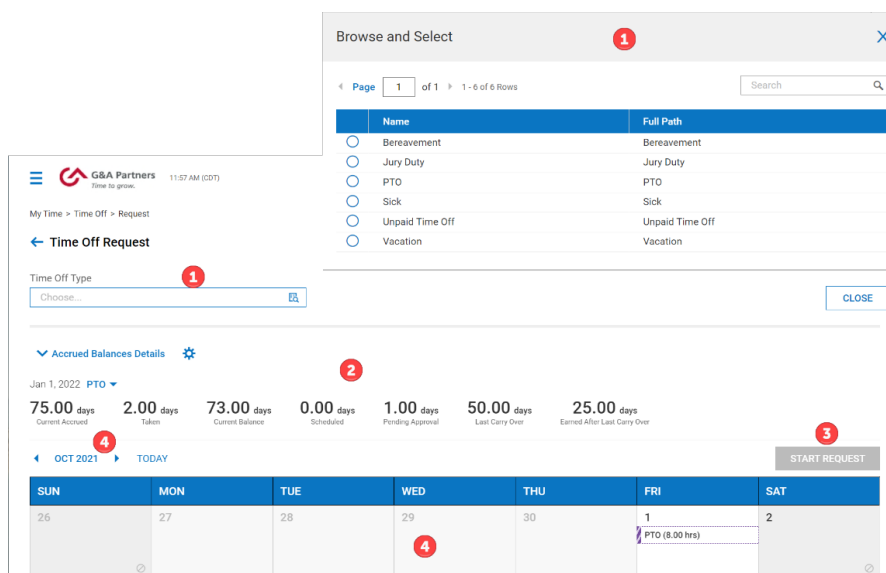 Browse and Select
1
Page 1 of 1 1 - 6 of 6 Rows
Search
Name Full Path
Bereavement Bereavement
Jury Duty Jury Duty
PTO PTO
Sick Sick
Unpaid Time Off Unpaid Time Off
Vacation Vacation
CLOSE
G&A Partners
Time to grow.
11:57 AM (CDT)
My Time > Time Off > Request
Time Off Request
Time Off Type
1
Choose...
Accrued Balances Details
2
Jan 1, 2022 PTO
75.00 days 2.00 days 73.00 days 0.00 days 1.00 days 50.00 days 25.00 days
Current Accrued Taken Current Balance Scheduled Pending Approval Last Carry Over Earned After Last Carry Over
4
3
OCT 2021 TODAY START REQUEST
SUN MON TUE WED THU FRI SAT
26 27 28 29 30 1 2
PTO (8.00 hrs)
4